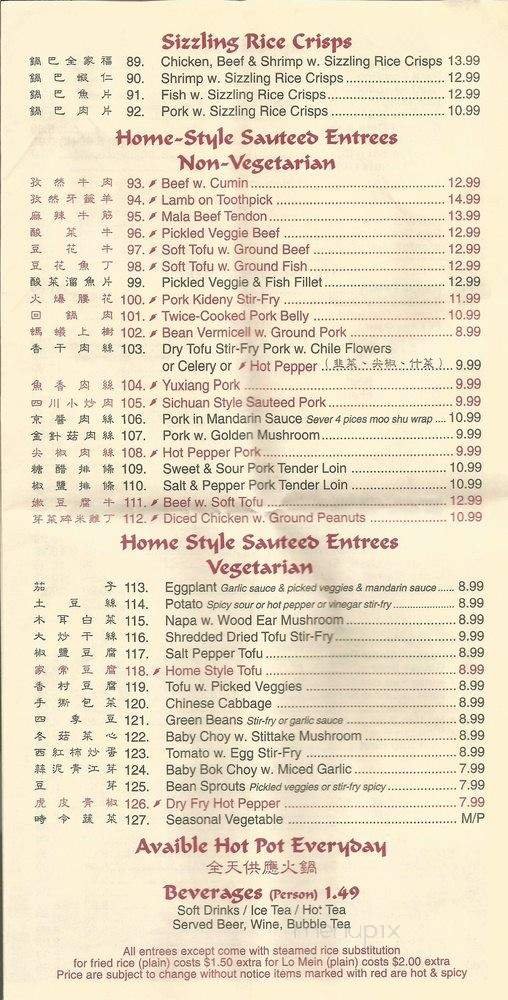 Sizzling Rice Crisps
鍋巴全家福 89. Chicken, Beef & Shrimp w. Sizzling Rice Crisps 13.99
鍋巴蝦仁 90. Shrimp w. Sizzling Rice Crisps 12.99
鍋巴魚片 91. Fish w. Sizzling Rice Crisps 12.99
鍋巴肉片 92. Pork w. Sizzling Rice Crisps 10.99
Home-Style Sauteed Entrees
Non-Vegetarian
孜然牛肉 93. Beef w. Cumin 12.99
孜然牙籤羊 94. Lamb on Toothpick 14.99
麻辣牛筋 95. Mala Beef Tendon 13.99
酸菜牛 96. Pickled Veggie Beef 12.99
豆花牛 97. Soft Tofu w. Ground Beef 12.99
豆花魚丁 98. Soft Tofu w. Ground Fish 12.99
酸菜溜魚片 99. Pickled Veggie & Fish Fillet 12.99
火爆腰花 100. Pork Kideny Stir-Fry 11.99
回鍋肉 101. Twice-Cooked Pork Belly 10.99
螞蟻上樹 102. Bean Vermicell w. Ground Pork 8.99
香干肉絲 103. Dry Tofu Stir-Fry Pork w. Chile Flowers
or Celery or Hot Pepper (韭菜、尖椒、什菜) 9.99
魚香肉絲 104. Yuxiang Pork 9.99
四川小炒肉 105. Sichuan Style Sauteed Pork 9.99
京醬肉絲 106. Pork in Mandarin Sauce Sever 4 pices moo shu wrap 10.99
金針菇肉絲 107. Pork w. Golden Mushroom 9.99
尖椒肉絲 108. Hot Pepper Pork 9.99
糖醋排條 109. Sweet & Sour Pork Tender Loin 10.99
椒鹽排條 110. Salt & Pepper Pork Tender Loin 10.99
嫩豆腐牛 111. Beef w. Soft Tofu 12.99
芽菜碎米雞丁 112. Diced Chicken w. Ground Peanuts 10.99
Home Style Sauteed Entrees
Vegetarian
茄子 113. Eggplant Garlic sauce & picked veggies & mandarin sauce 8.99
土豆絲 114. Potato Spicy sour or hot pepper or vinegar stir-fry 8.99
木耳白菜 115. Napa w. Wood Ear Mushroom 8.99
大炒干絲 116. Shredded Dried Tofu Stir-Fry 9.99
椒鹽豆腐 117. Salt Pepper Tofu 8.99
家常豆腐 118. Home Style Tofu 8.99
香村豆腐 119. Tofu w. Picked Veggies 8.99
手撕包菜 120. Chinese Cabbage 8.99
四季豆 121. Green Beans Stir-fry or garlic sauce 8.99
冬菇菜心 122. Baby Choy w. Stittake Mushroom 8.99
西紅柿炒蛋 123. Tomato w. Egg Stir-Fry 8.99
蒜泥青江芽 124. Baby Bok Choy w. Miced Garlic 7.99
豆芽 125. Bean Sprouts Pickled veggies or stir-fry spicy 7.99
虎皮青椒 126. Dry Fry Hot Pepper 7.99
時令蔬菜 127. Seasonal Vegetable M/P
Avaible Hot Pot Everyday
全天供應火鍋
Beverages (Person) 1.49
Soft Drinks / Ice Tea / Hot Tea
Served Beer, Wine, Bubble Tea
menupix
All entrees except come with steamed rice substitution
for fried rice (plain) costs $1.50 extra for Lo Mein (plain) costs $2.00 extra
Price are subject to change without notice items marked with red are hot & spicy